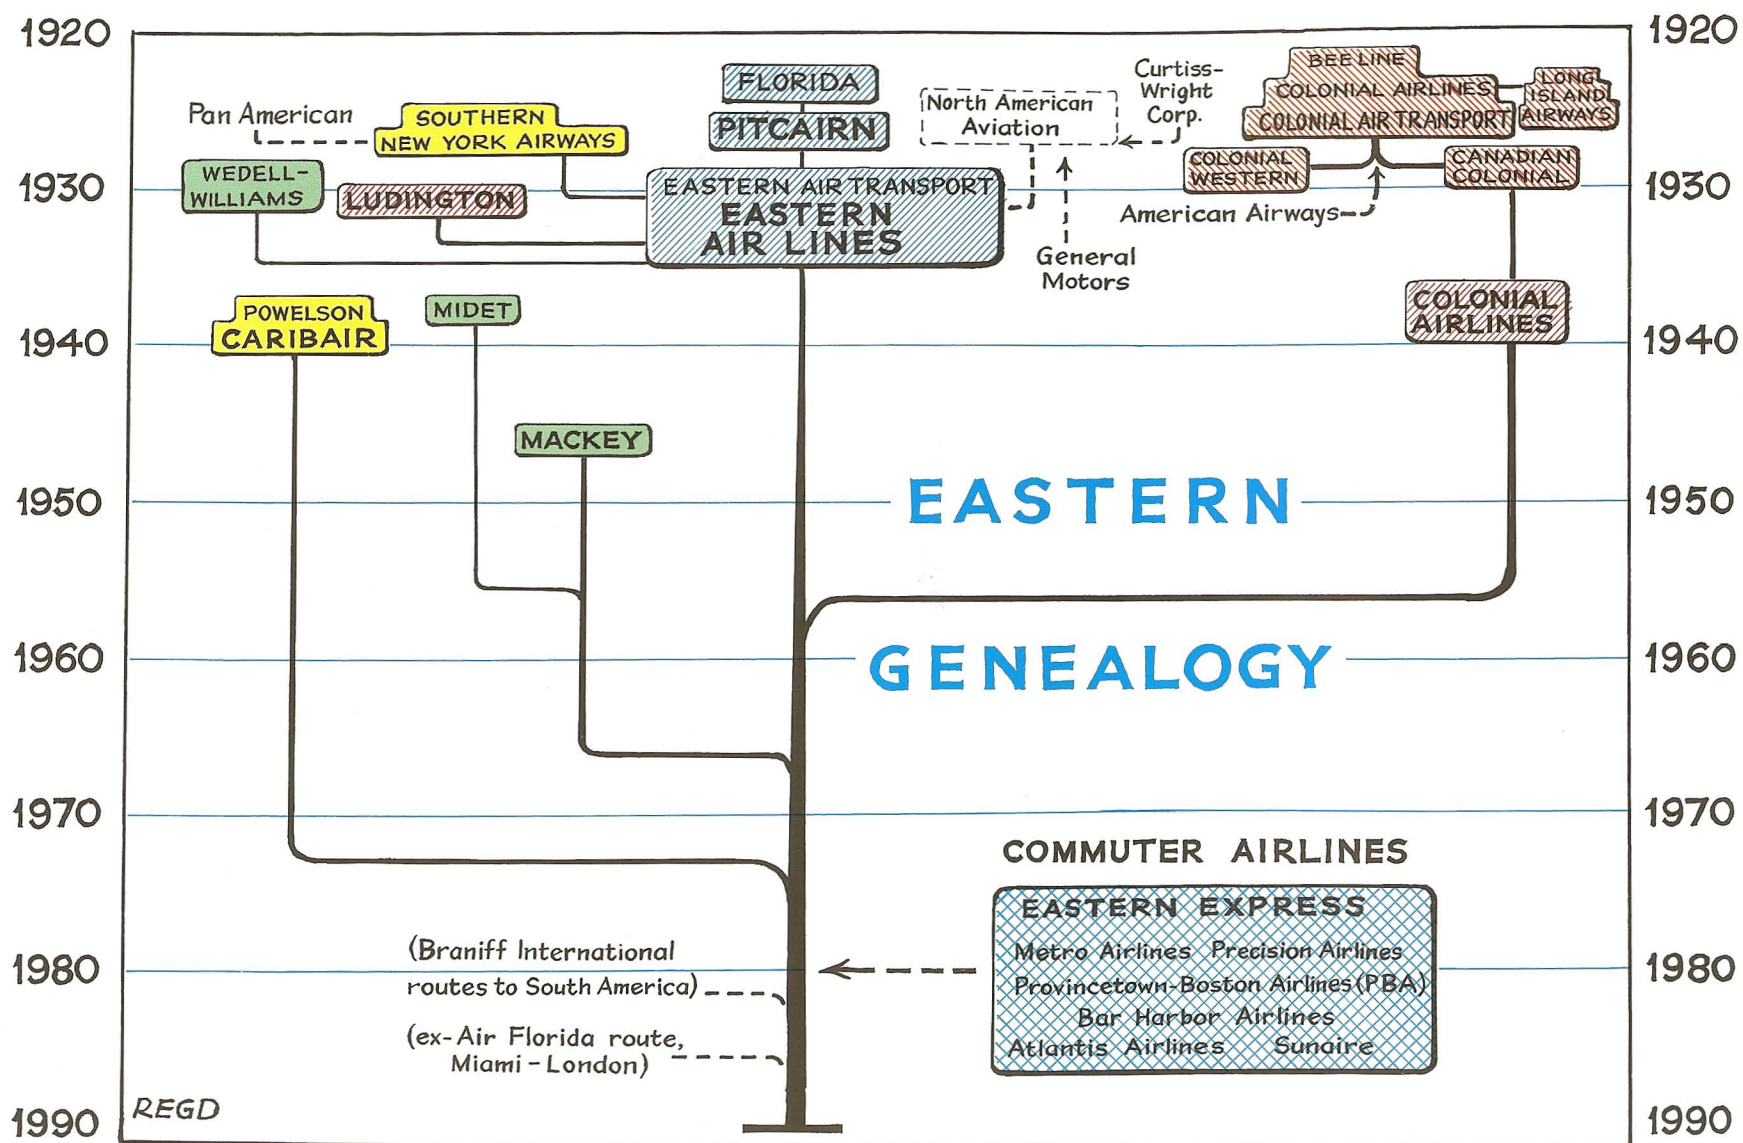 1920
1920
FLORIDA
PITCAIRN
Pan American
SOUTHERN
NEW YORK AIRWAYS
North American
Aviation
Curtiss-
Wright
Corp.
BEE LINE
COLONIAL AIRLINES
COLONIAL AIR TRANSPORT
LONG
ISLAND
AIRWAYS
WEDELL-
WILLIAMS
LUDINGTON
EASTERN AIR TRANSPORT
EASTERN
AIR LINES
COLONIAL
WESTERN
CANADIAN
COLONIAL
1930
1930
American Airways
General
Motors
POWELSON
CARIBAIR
MIDET
COLONIAL
AIRLINES
1940
1940
MACKEY
1950
EASTERN
1950
1960
GENEALOGY
1960
1970
1970
COMMUTER AIRLINES
EASTERN EXPRESS
Metro Airlines Precision Airlines
Provincetown-Boston Airlines (PBA)
Bar Harbor Airlines
Atlantis Airlines Sunaire
(Braniff International
routes to South America)
1980
1980
(ex-Air Florida route,
Miami-London)
REGD
1990
1990